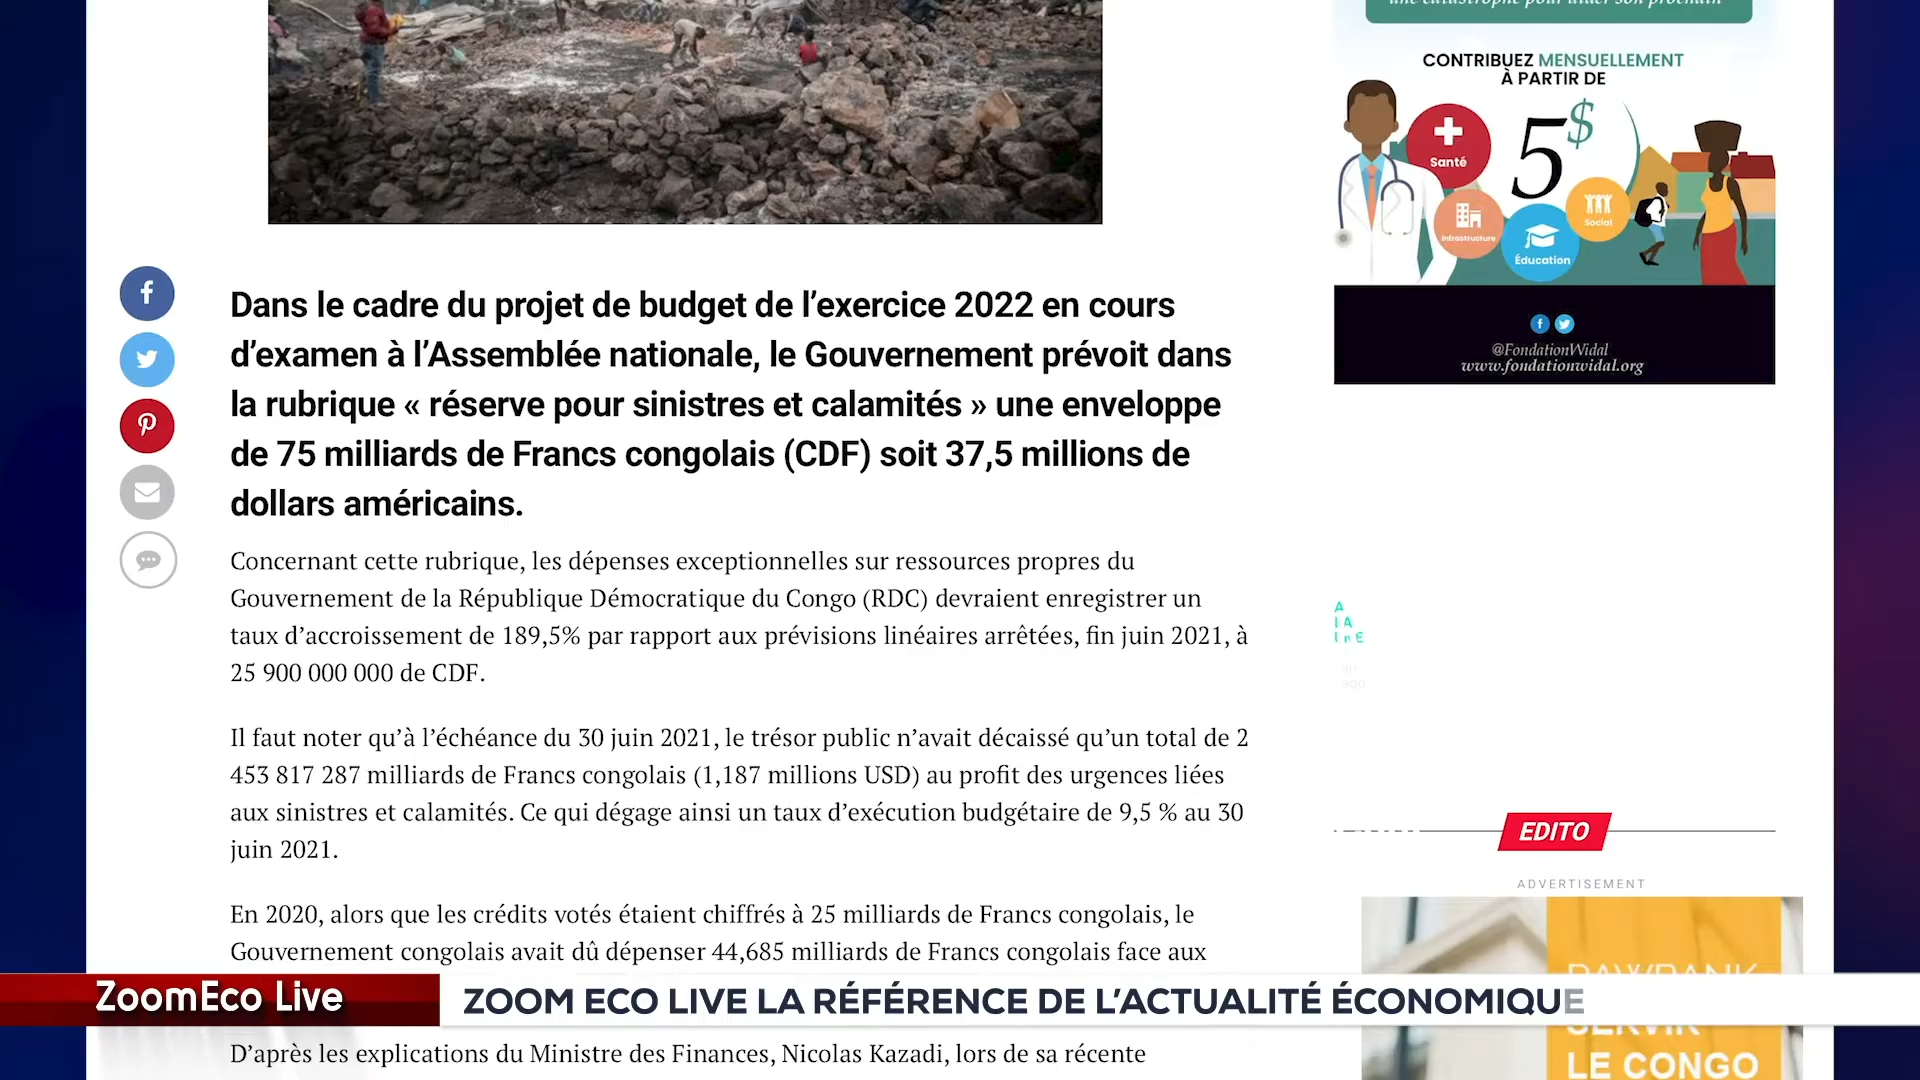 Dans le cadre du projet de budget de l’exercice 2022 en cours
d’examen à l’Assemblée nationale, le Gouvernement prévoit dans
la rubrique « réserve pour sinistres et calamités » une enveloppe
de 75 milliards de Francs congolais (CDF) soit 37,5 millions de
dollars américains.
Concernant cette rubrique, les dépenses exceptionnelles sur ressources propres du
Gouvernement de la République Démocratique du Congo (RDC) devraient enregistrer un
taux d’accroissement de 189,5% par rapport aux prévisions linéaires arrêtées, fin juin 2021, à
25 900 000 000 de CDF.
Il faut noter qu’à l’échéance du 30 juin 2021, le trésor public n’avait décaissé qu’un total de 2
453 817 287 milliards de Francs congolais (1,187 millions USD) au profit des urgences liées
aux sinistres et calamités. Ce qui dégage ainsi un taux d’exécution budgétaire de 9,5 % au 30
juin 2021.
En 2020, alors que les crédits votés étaient chiffrés à 25 milliards de Francs congolais, le
Gouvernement congolais avait dû dépenser 44,685 milliards de Francs congolais face aux
D’après les explications du Ministre des Finances, Nicolas Kazadi, lors de sa récente
une catastrophe pour aider son prochain
CONTRIBUEZ MENSUELLEMENT
À PARTIR DE
5$
Santé
Infrastructure
Éducation
Social
@FondationWidal
www.fondationwidal.org
EDITO
ADVERTISEMENT
RAWBANK
SERVIR
LE CONGO
ZoomEco Live
ZOOM ECO LIVE LA RÉFÉRENCE DE L’ACTUALITÉ ÉCONOMIQUE